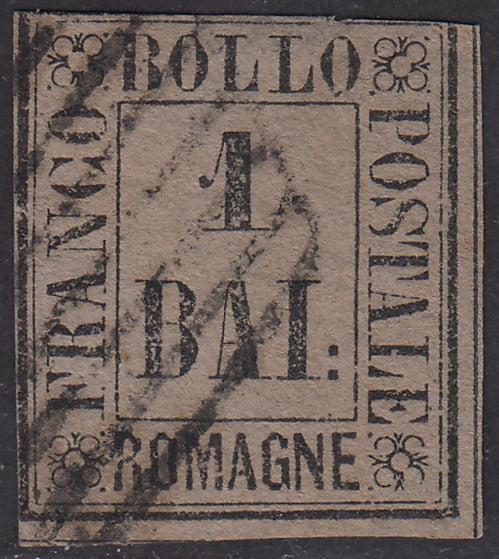 FRANCO
BOLLO
POSTALE
1
BAI:
ROMAGNE